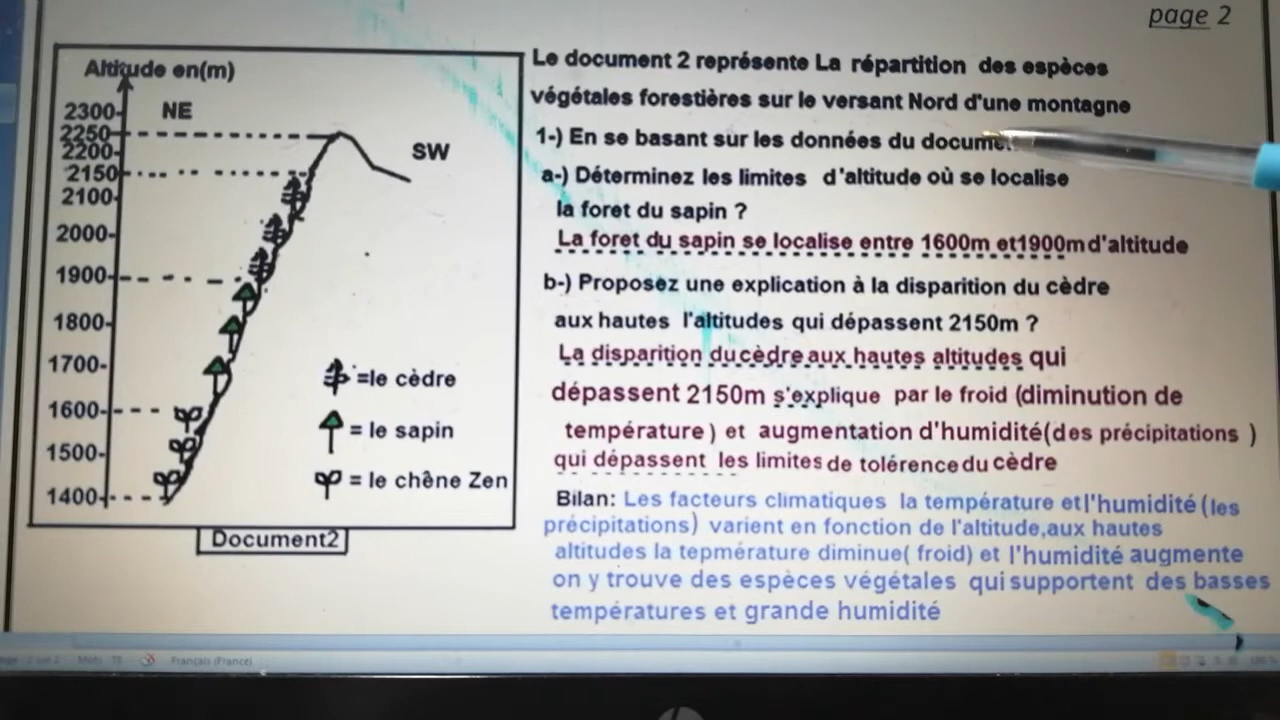 page 2
Altitude en(m)
2300
NE
2250
2200
SW
2150
2100
2000
1900
1800
1700
=le cèdre
1600
= le sapin
1500
= le chêne Zen
1400
Document2
Le document 2 représente La répartition des espèces
végétales forestières sur le versant Nord d'une montagne
1-) En se basant sur les données du docume
a-) Déterminez les limites d'altitude où se localise
la foret du sapin ?
La foret du sapin se localise entre 1600m et1900m d'altitude
b-) Proposez une explication à la disparition du cèdre
aux hautes l'altitudes qui dépassent 2150m ?
La disparition du cèdre aux hautes altitudes qui
dépassent 2150m s'explique par le froid (diminution de
température) et augmentation d'humidité(des précipitations )
qui dépassent les limites de tolérence du cèdre
Bilan: Les facteurs climatiques la température et l'humidité (les
précipitations) varient en fonction de l'altitude,aux hautes
altitudes la tepmérature diminue( froid) et l'humidité augmente
on y trouve des espèces végétales qui supportent des basses
températures et grande humidité
Français (France)